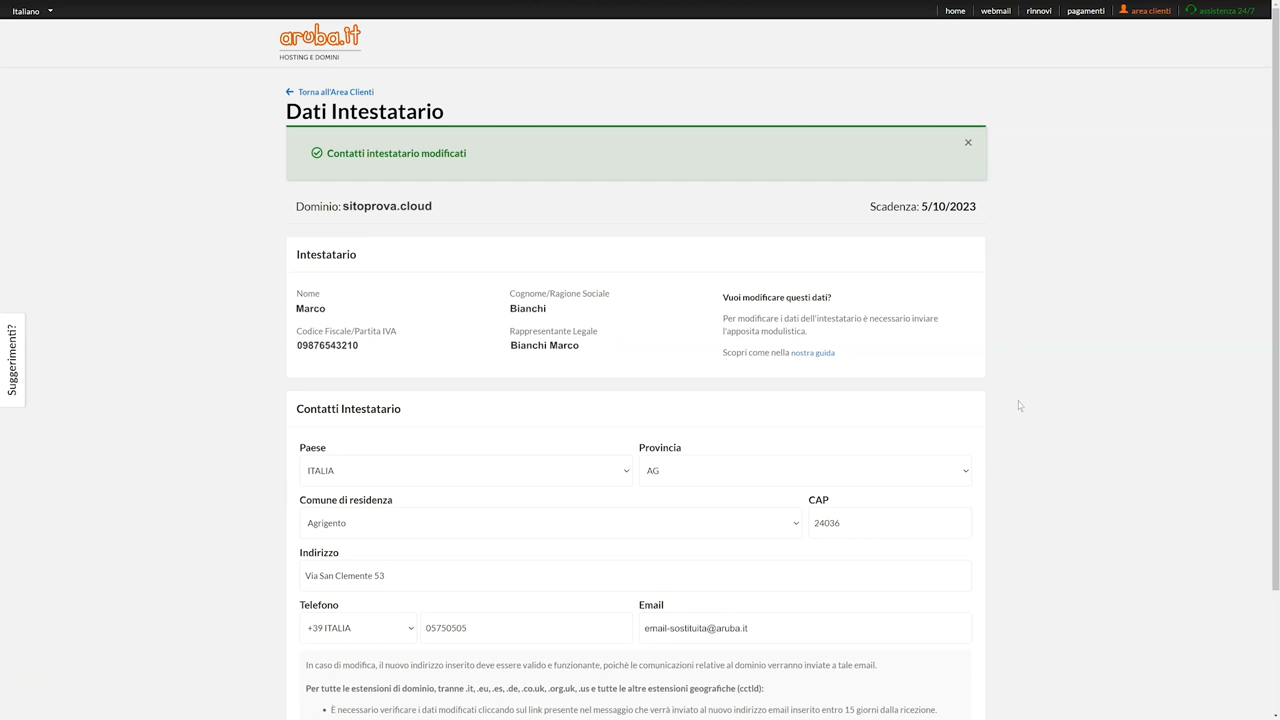 Italiano
home webmail rinnovi pagamenti area clienti assistenza 24/7
aruba.it
HOSTING E DOMINI
Torna all'Area Clienti
Dati Intestatario
Contatti intestatario modificati
Dominio: sitoprova.cloud Scadenza: 5/10/2023
Intestatario
Nome Cognome/Ragione Sociale
Marco Bianchi
Codice Fiscale/Partita IVA Rappresentante Legale
09876543210 Bianchi Marco
Vuoi modificare questi dati?
Per modificare i dati dell'intestatario è necessario inviare
l'apposita modulistica.
Scopri come nella nostra guida
Suggerimenti?
Contatti Intestatario
Paese Provincia
ITALIA AG
Comune di residenza CAP
Agrigento 24036
Indirizzo
Via San Clemente 53
Telefono Email
+39 ITALIA 05750505 email-sostituita@aruba.it
In caso di modifica, il nuovo indirizzo inserito deve essere valido e funzionante, poichè le comunicazioni relative al dominio verranno inviate a tale email.
Per tutte le estensioni di dominio, tranne .it, .eu, .es, .de, .co.uk, .org.uk, .us e tutte le altre estensioni geografiche (cctld):
• È necessario verificare i dati modificati cliccando sul link presente nel messaggio che verrà inviato al nuovo indirizzo email inserito entro 15 giorni dalla ricezione.